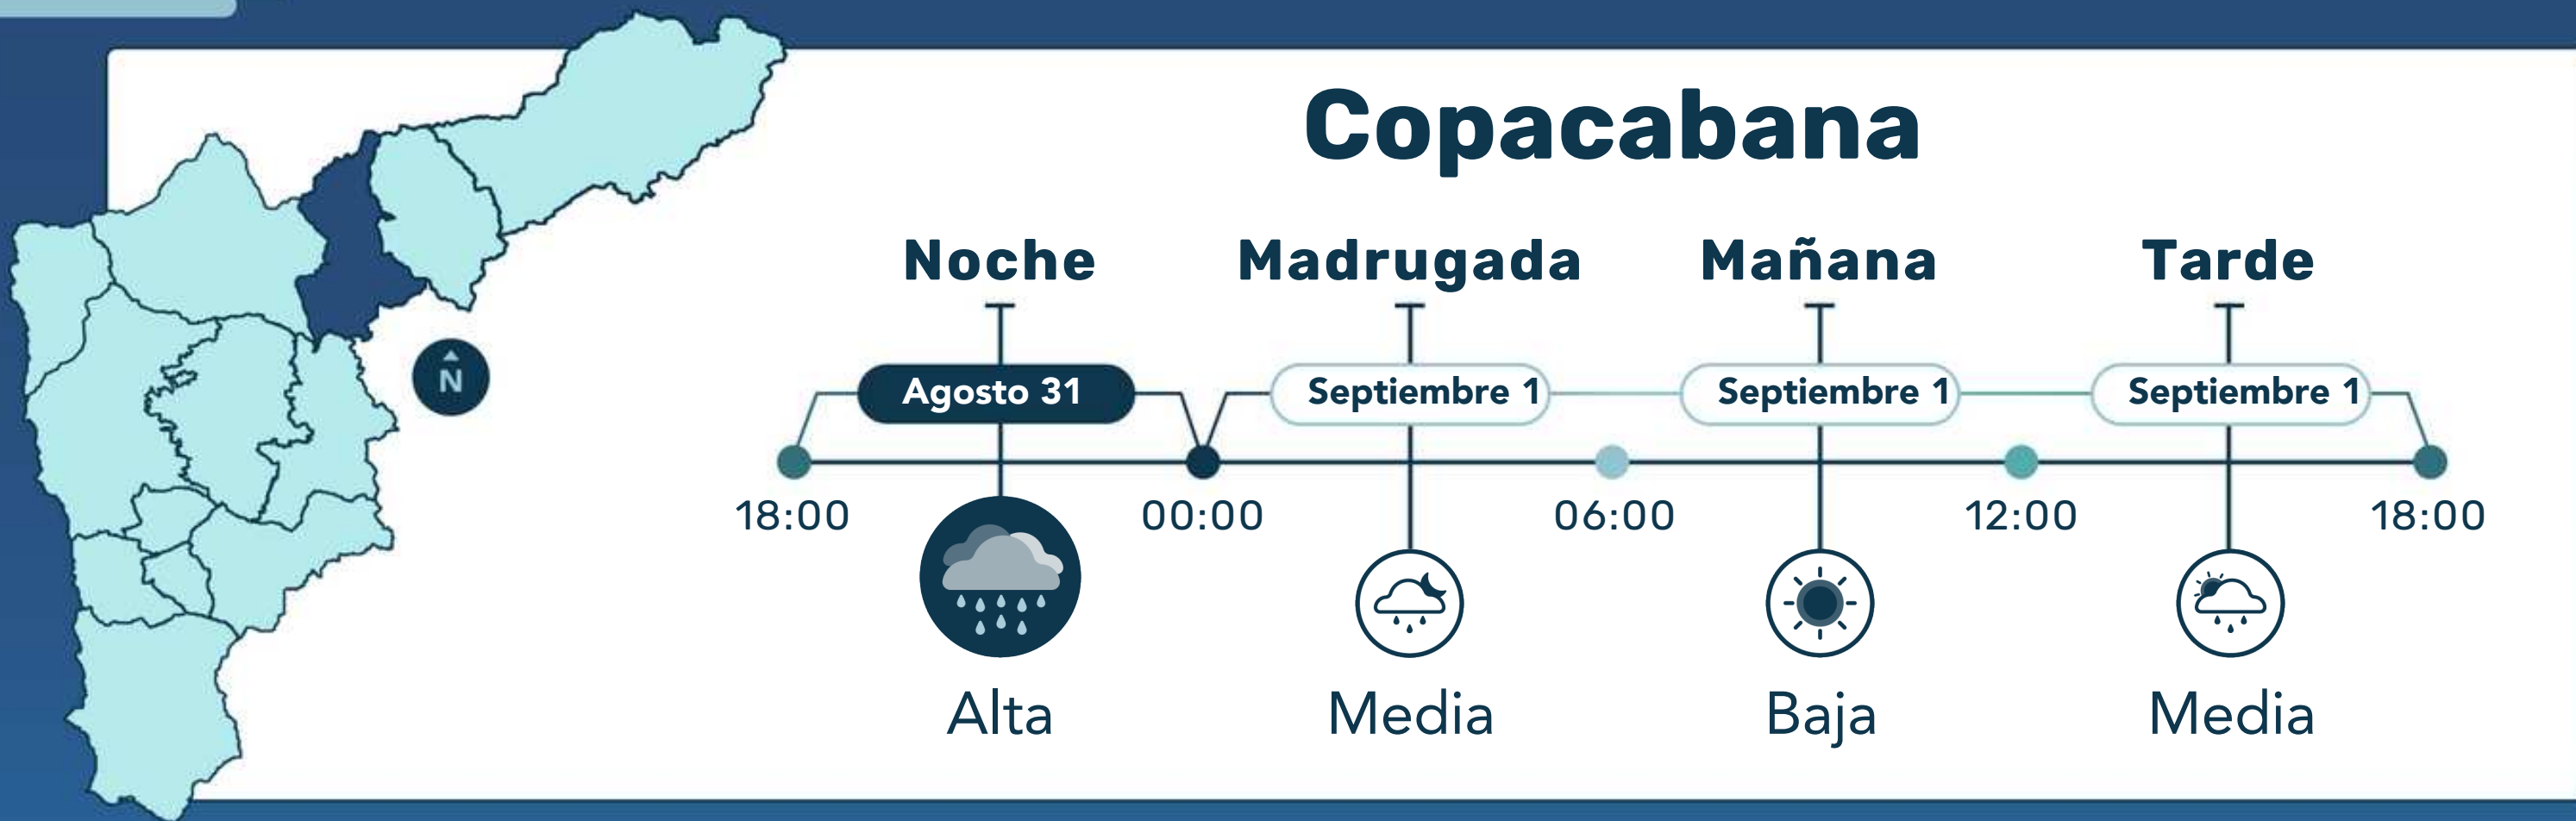 Copacabana
Noche Madrugada Mañana Tarde
N
Agosto 31 Septiembre 1 Septiembre 1 Septiembre 1
18:00 00:00 06:00 12:00 18:00
Alta Media Baja Media